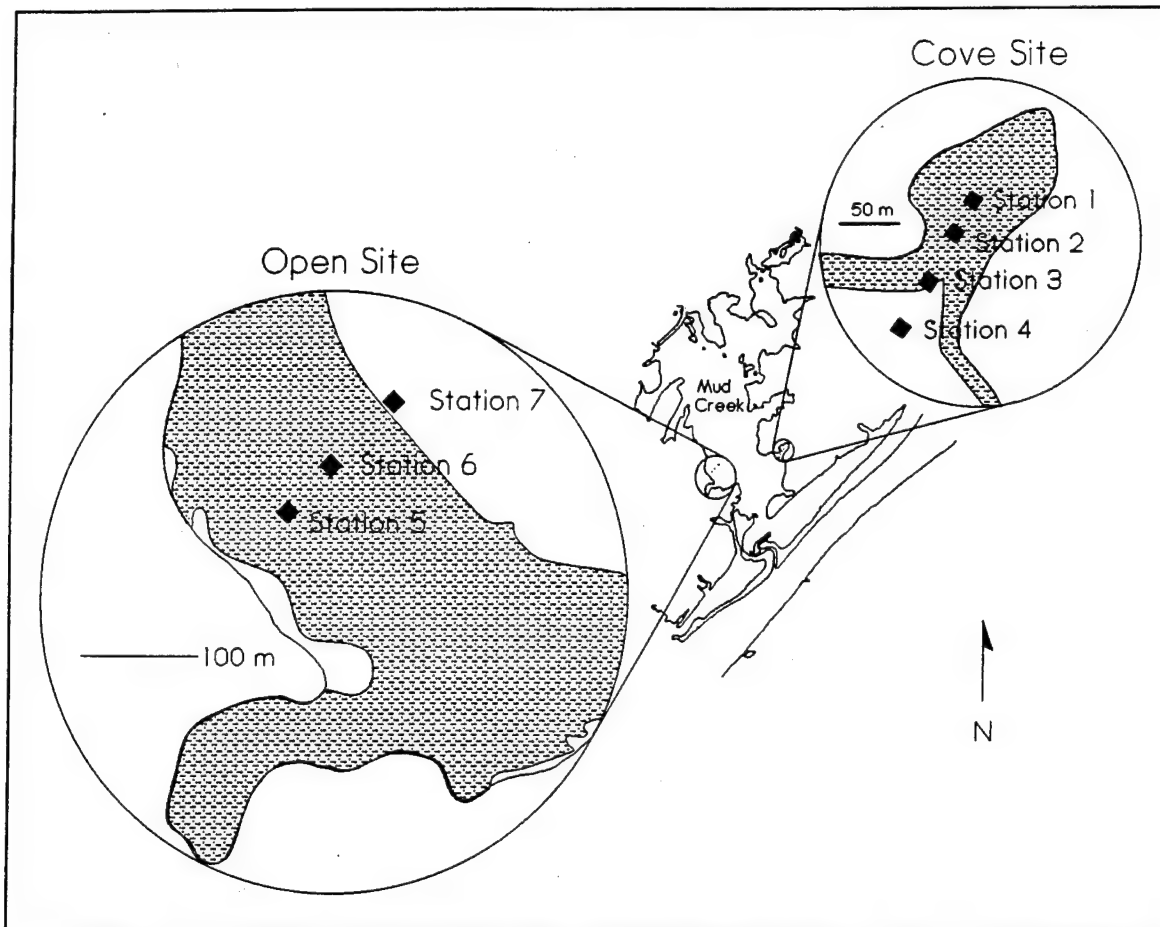 Cove Site
50 m
Station 1
Station 2
Station 3
Station 4
Open Site
Station 7
Station 6
Station 5
100 m
Mud
Creek
N